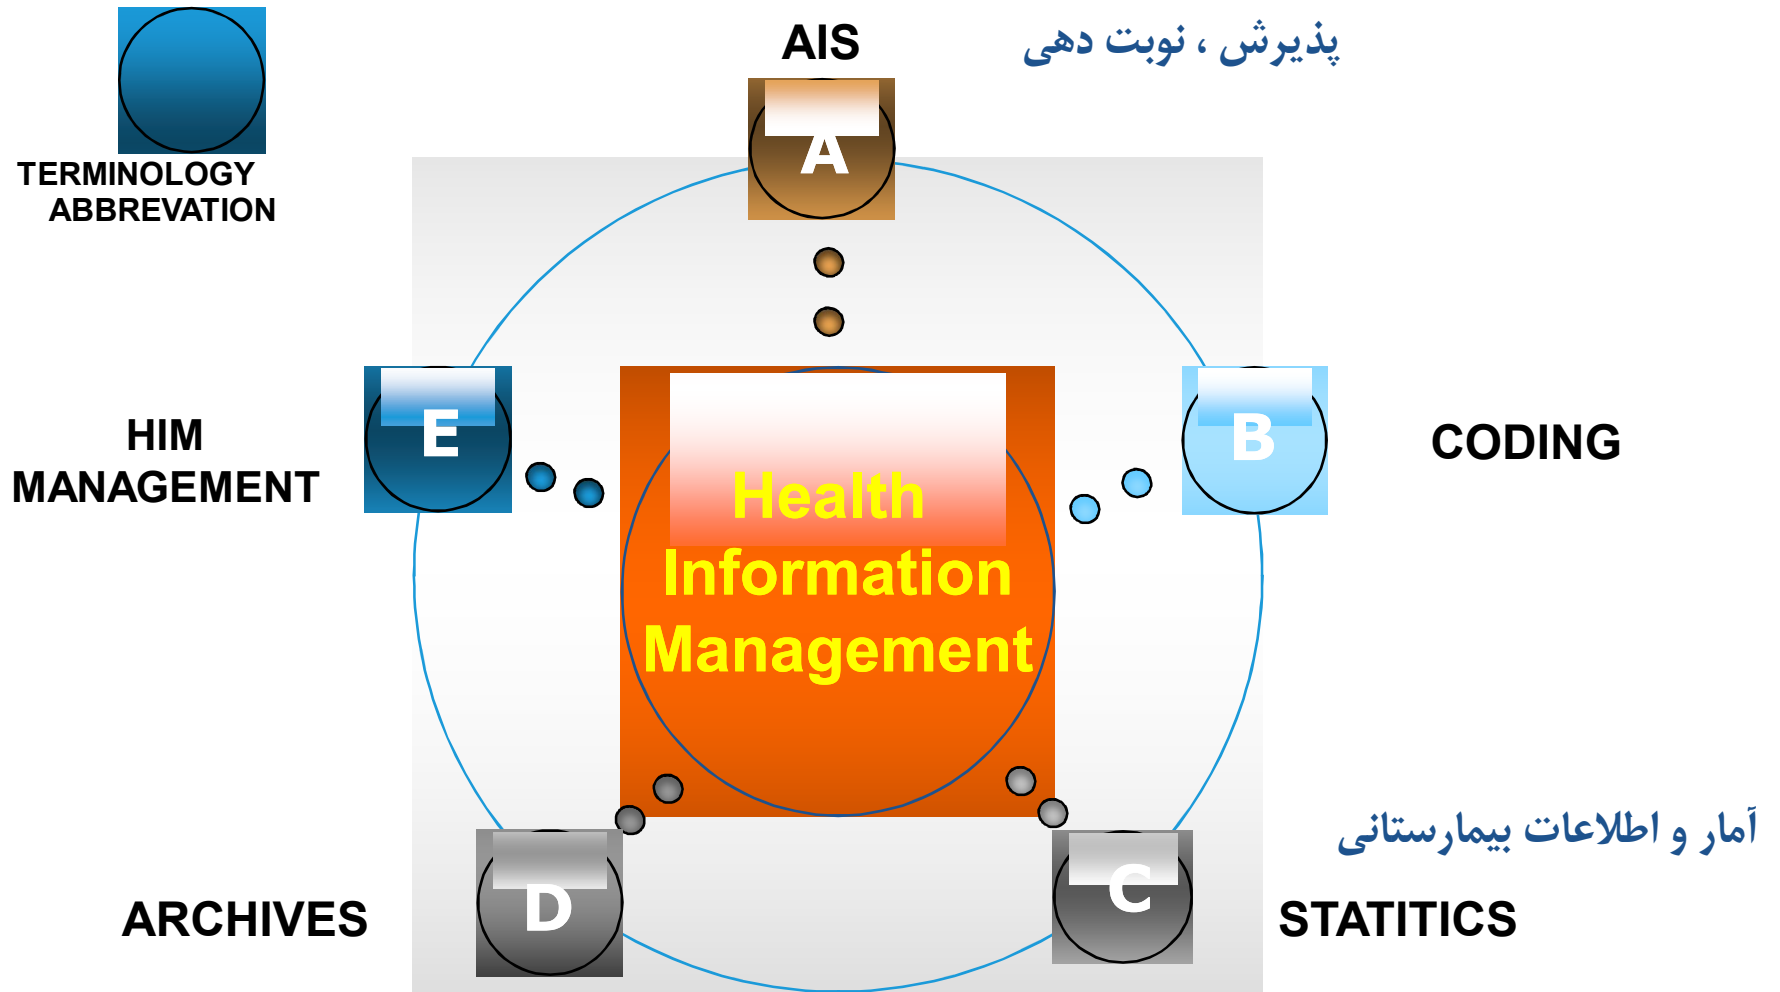 AIS
پذیرش ، نوبت دهی
A
TERMINOLOGY
ABBREVATION
E
HIM
MANAGEMENT
B
CODING
Health
Information
Management
آمار و اطلاعات بیمارستانی
D
ARCHIVES
C
STATITICS